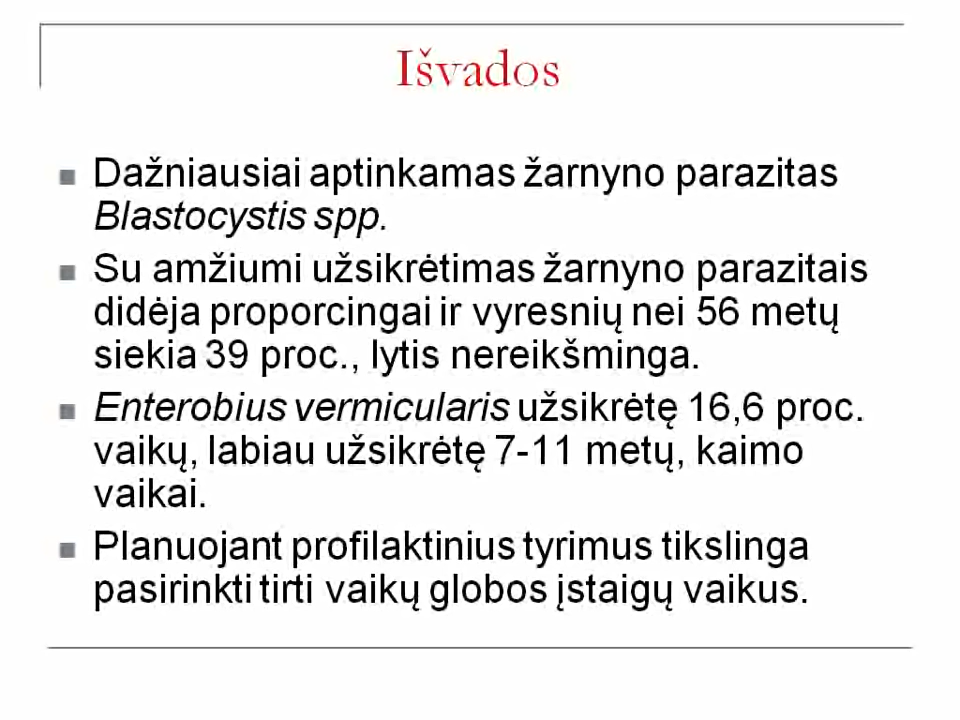 Išvados
Dažniausiai aptinkamas žarnyno parazitas
Blastocystis spp.
Su amžiumi užsikrėtimas žarnyno parazitais
didėja proporcingai ir vyresnių nei 56 metų
siekia 39 proc., lytis nereikšminga.
Enterobius vermicularis užsikrėtę 16,6 proc.
vaikų, labiau užsikrėtę 7-11 metų, kaimo
vaikai.
Planuojant profilaktinius tyrimus tikslinga
pasirinkti tirti vaikų globos įstaigų vaikus.